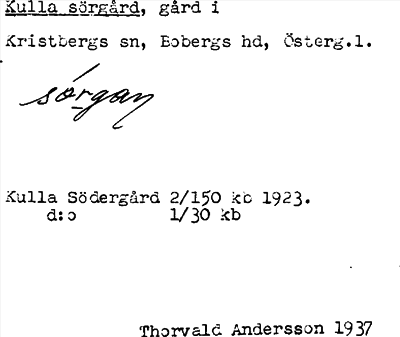 Kulla sörgård, gård i
Kristbergs sn, Bobergs hd, Österg.l.
sörgan
Kulla Södergård 2/150 kb 1923.
d:o 1/30 kb
Thorvald Andersson 1937